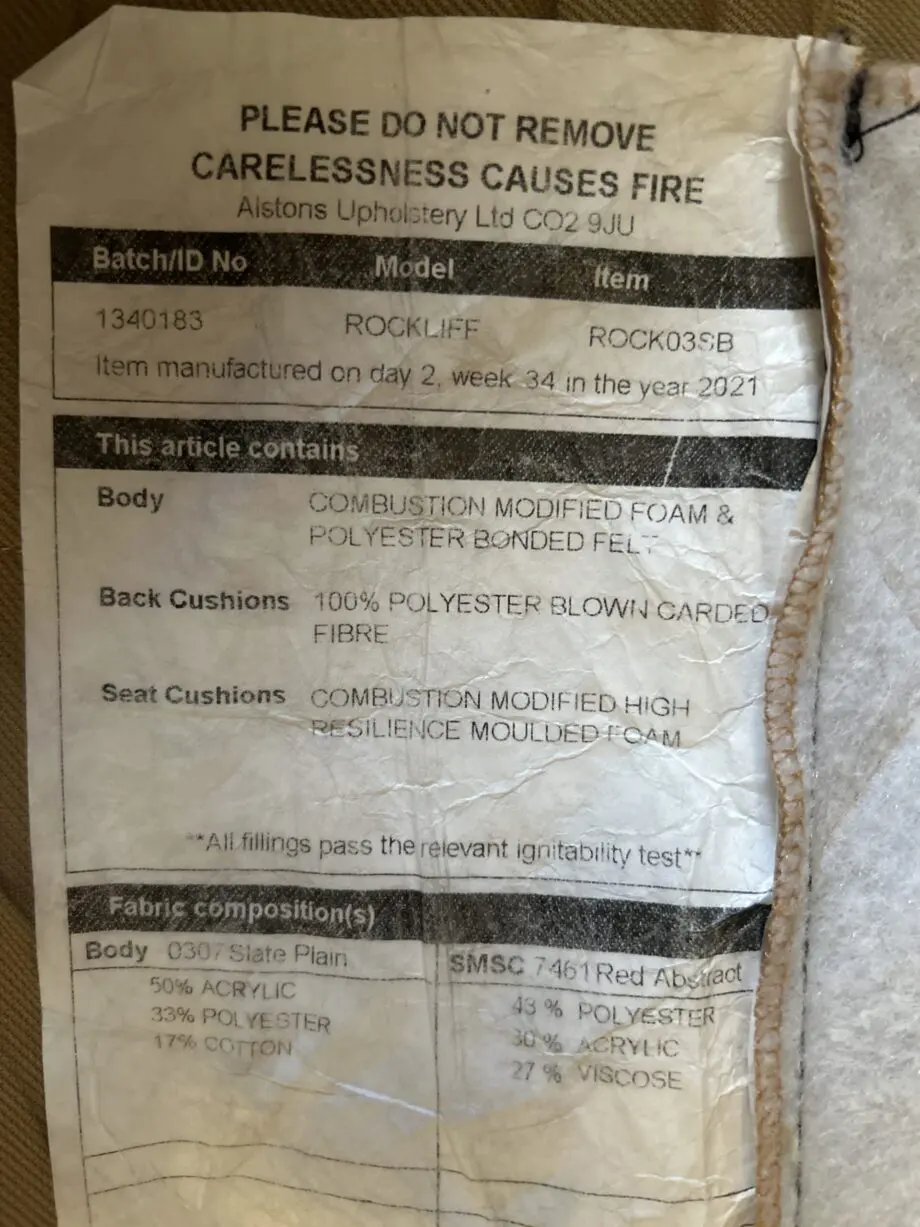 PLEASE DO NOT REMOVE
CARELESSNESS CAUSES FIRE
Alstons Upholstery Ltd CO2 9JU
Batch/ID No Model Item
1340183 ROCKLIFF ROCK03SB
Item manufactured on day 2, week 34 in the year 2021
This article contains
Body COMBUSTION MODIFIED FOAM &
POLYESTER BONDED FELT
Back Cushions 100% POLYESTER BLOWN CARDED
FIBRE
Seat Cushions COMBUSTION MODIFIED HIGH
RESILIENCE MOULDED FOAM
**All fillings pass the relevant ignitability test**
Fabric composition(s)
Body 0307 Slate Plain SMSC 7461 Red Abstract
50% ACRYLIC 43 % POLYESTER
33% POLYESTER 30 % ACRYLIC
17% COTTON 27 % VISCOSE